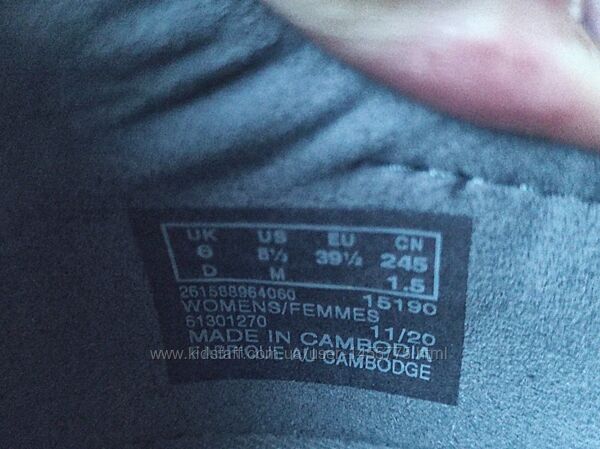 UK US EU CN
6 8½ 39½ 245
D M 1.5
261588964060 15190
WOMENS/FEMMES
61301270 11/20
MADE IN CAMBODIA
FABRIQUE AU CAMBODGE